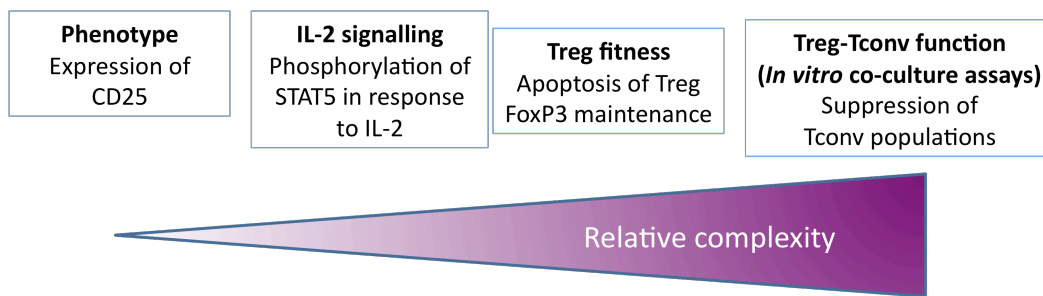 Phenotype
Expression of
CD25
IL-2 signalling
Phosphorylation of
STAT5 in response
to IL-2
Treg fitness
Apoptosis of Treg
FoxP3 maintenance
Treg-Tconv function
(In vitro co-culture assays)
Suppression of
Tconv populations
Relative complexity